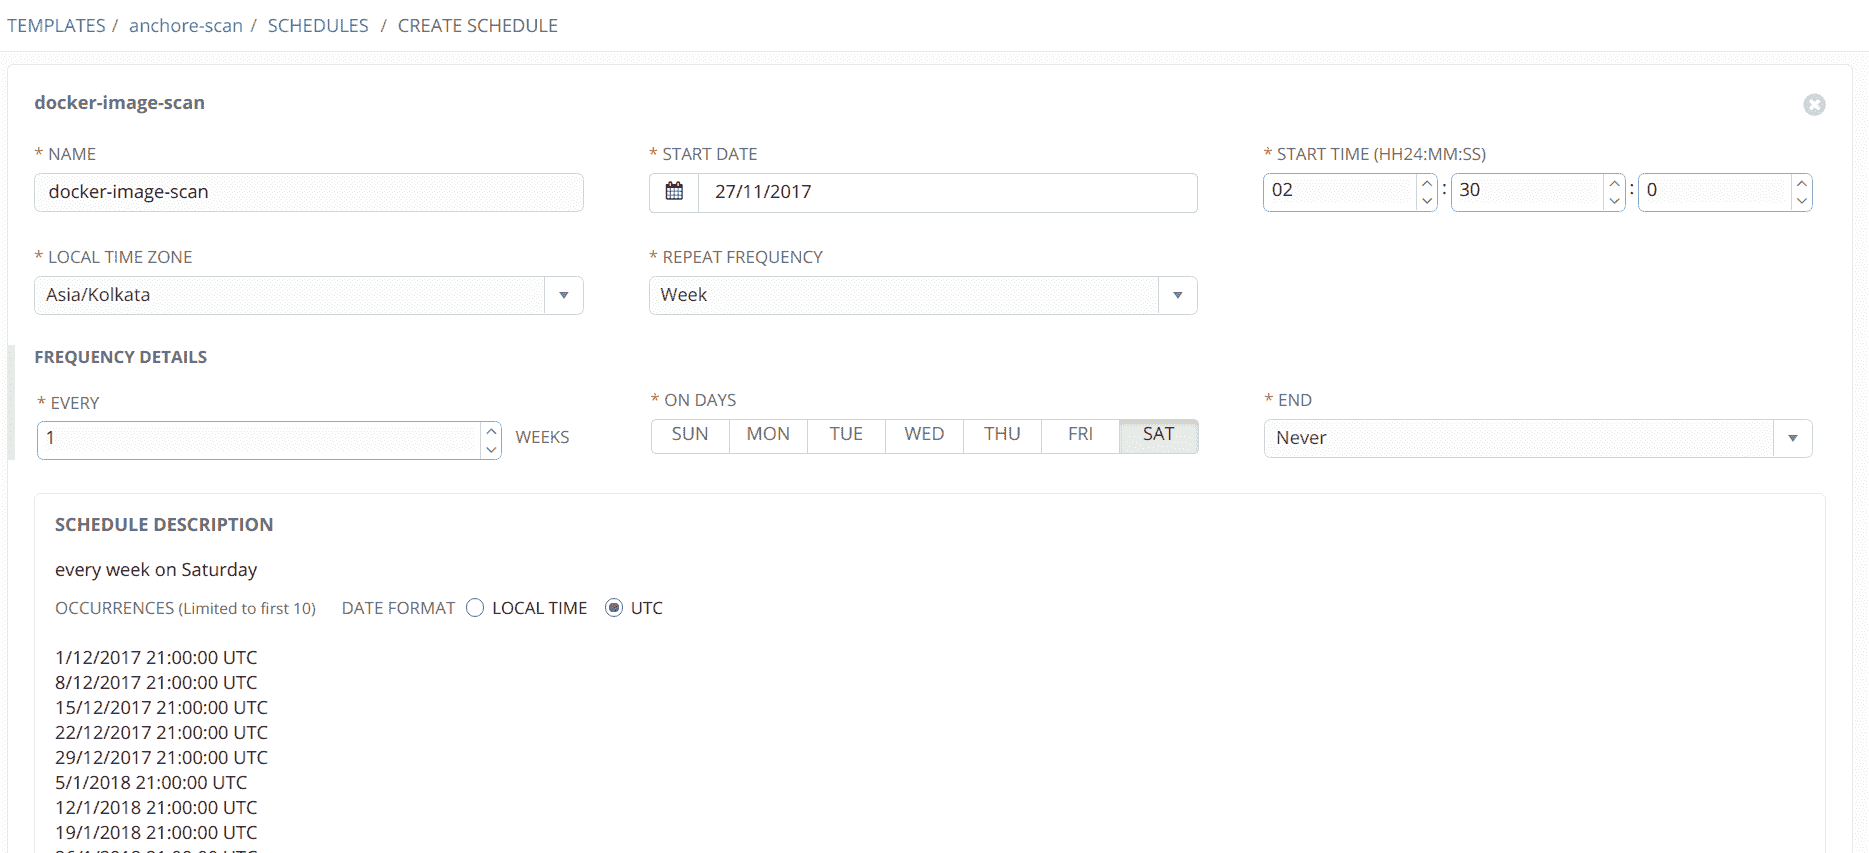 TEMPLATES / anchore-scan / SCHEDULES / CREATE SCHEDULE
docker-image-scan
* NAME
docker-image-scan
* START DATE
27/11/2017
* START TIME (HH24:MM:SS)
02 : 30 : 0
* LOCAL TIME ZONE
Asia/Kolkata
* REPEAT FREQUENCY
Week
FREQUENCY DETAILS
* EVERY
1 WEEKS
* ON DAYS
SUN MON TUE WED THU FRI SAT
* END
Never
SCHEDULE DESCRIPTION
every week on Saturday
OCCURRENCES (Limited to first 10) DATE FORMAT LOCAL TIME UTC
1/12/2017 21:00:00 UTC
8/12/2017 21:00:00 UTC
15/12/2017 21:00:00 UTC
22/12/2017 21:00:00 UTC
29/12/2017 21:00:00 UTC
5/1/2018 21:00:00 UTC
12/1/2018 21:00:00 UTC
19/1/2018 21:00:00 UTC